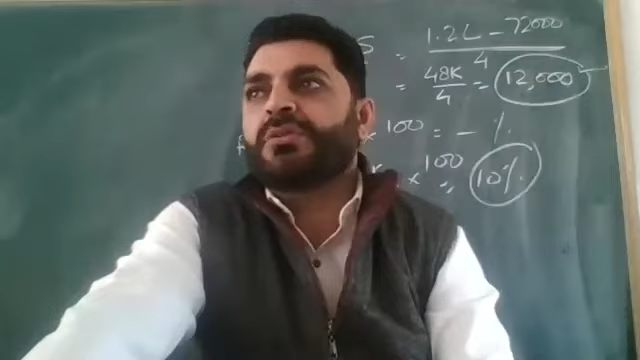 S = 1.2L - 72000
4
= 48K = 12,000
4
× 100 = - %
× 100 = 10%